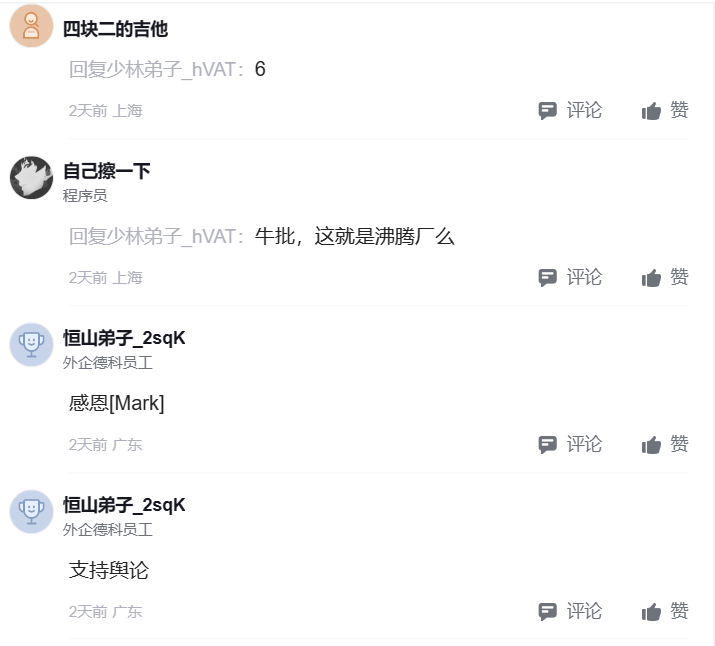 四块二的吉他
回复少林弟子_hVAT：6
2天前 上海
评论 赞
自己擦一下
程序员
回复少林弟子_hVAT：牛批，这就是沸腾厂么
2天前 上海
评论 赞
恒山弟子_2sqK
外企德科员工
感恩[Mark]
2天前 广东
评论 赞
恒山弟子_2sqK
外企德科员工
支持舆论
2天前 广东
评论 赞